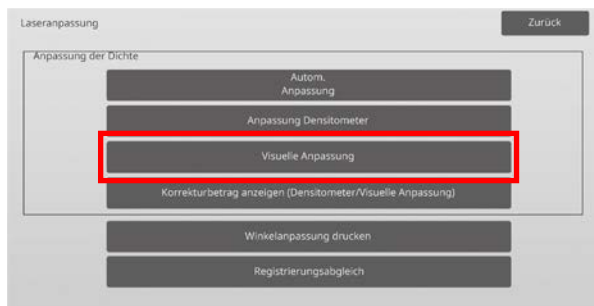 Laseranpassung
Zurück
Anpassung der Dichte
Autom.
Anpassung
Anpassung Densitometer
Visuelle Anpassung
Korrekturbetrag anzeigen (Densitometer/Visuelle Anpassung)
Winkelanpassung drucken
Registrierungsabgleich